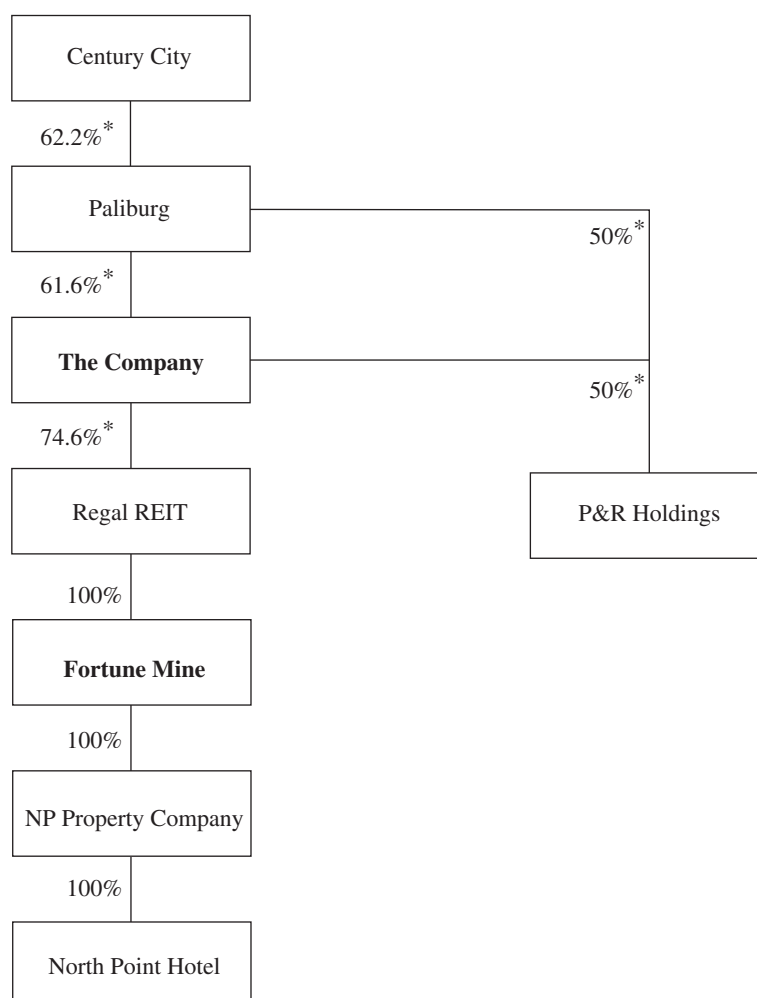 Century City
62.2%*
Paliburg
50%*
61.6%*
The Company
50%*
74.6%*
Regal REIT
P&R Holdings
100%
Fortune Mine
100%
NP Property Company
100%
North Point Hotel